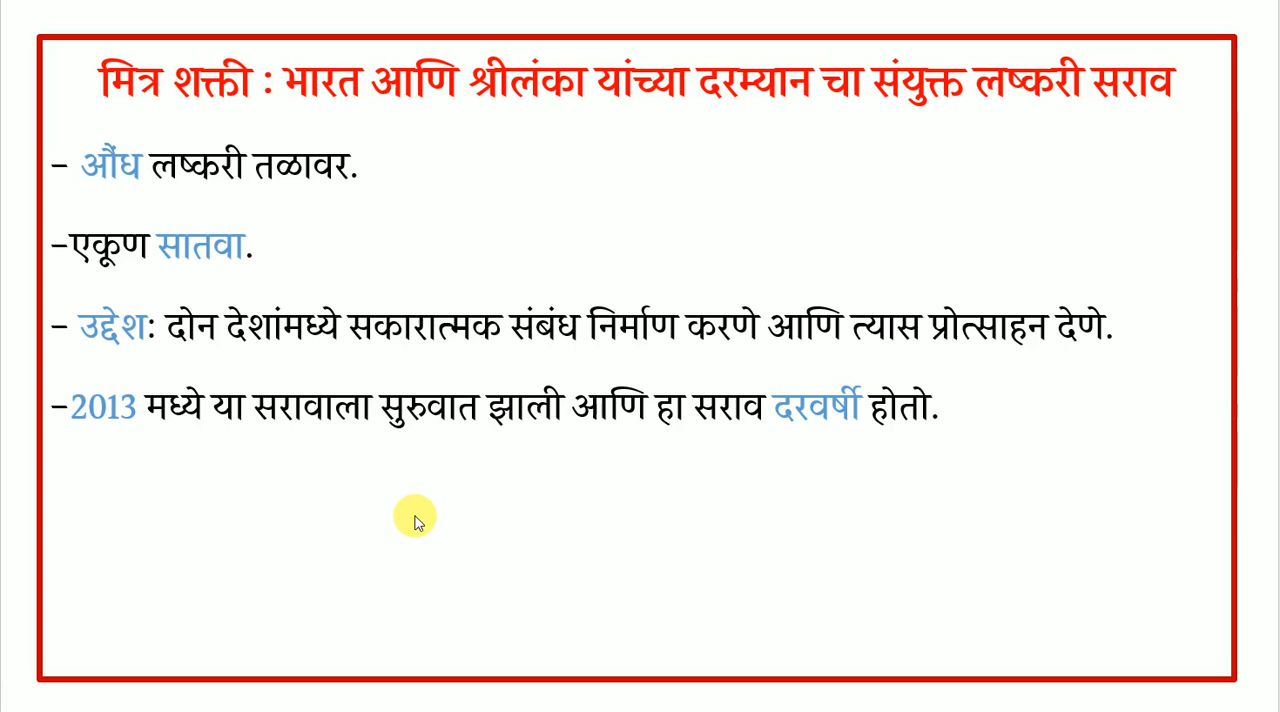 मित्र शक्ती : भारत आणि श्रीलंका यांच्या दरम्यान चा संयुक्त लष्करी सराव
– औंध लष्करी तळावर.
–एकूण सातवा.
– उद्देश: दोन देशांमध्ये सकारात्मक संबंध निर्माण करणे आणि त्यास प्रोत्साहन देणे.
–2013 मध्ये या सरावाला सुरुवात झाली आणि हा सराव दरवर्षी होतो.